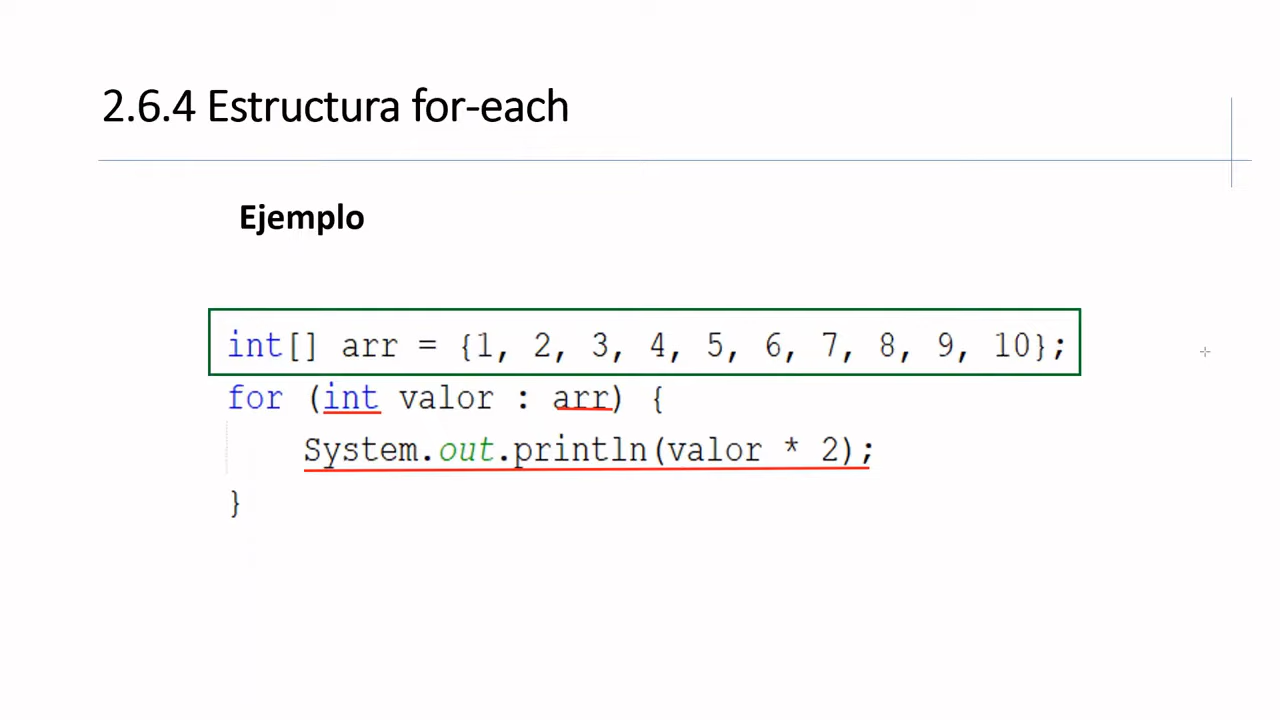 2.6.4 Estructura for-each
Ejemplo
int[] arr = {1, 2, 3, 4, 5, 6, 7, 8, 9, 10};
for (int valor : arr) {
System.out.println(valor * 2);
}